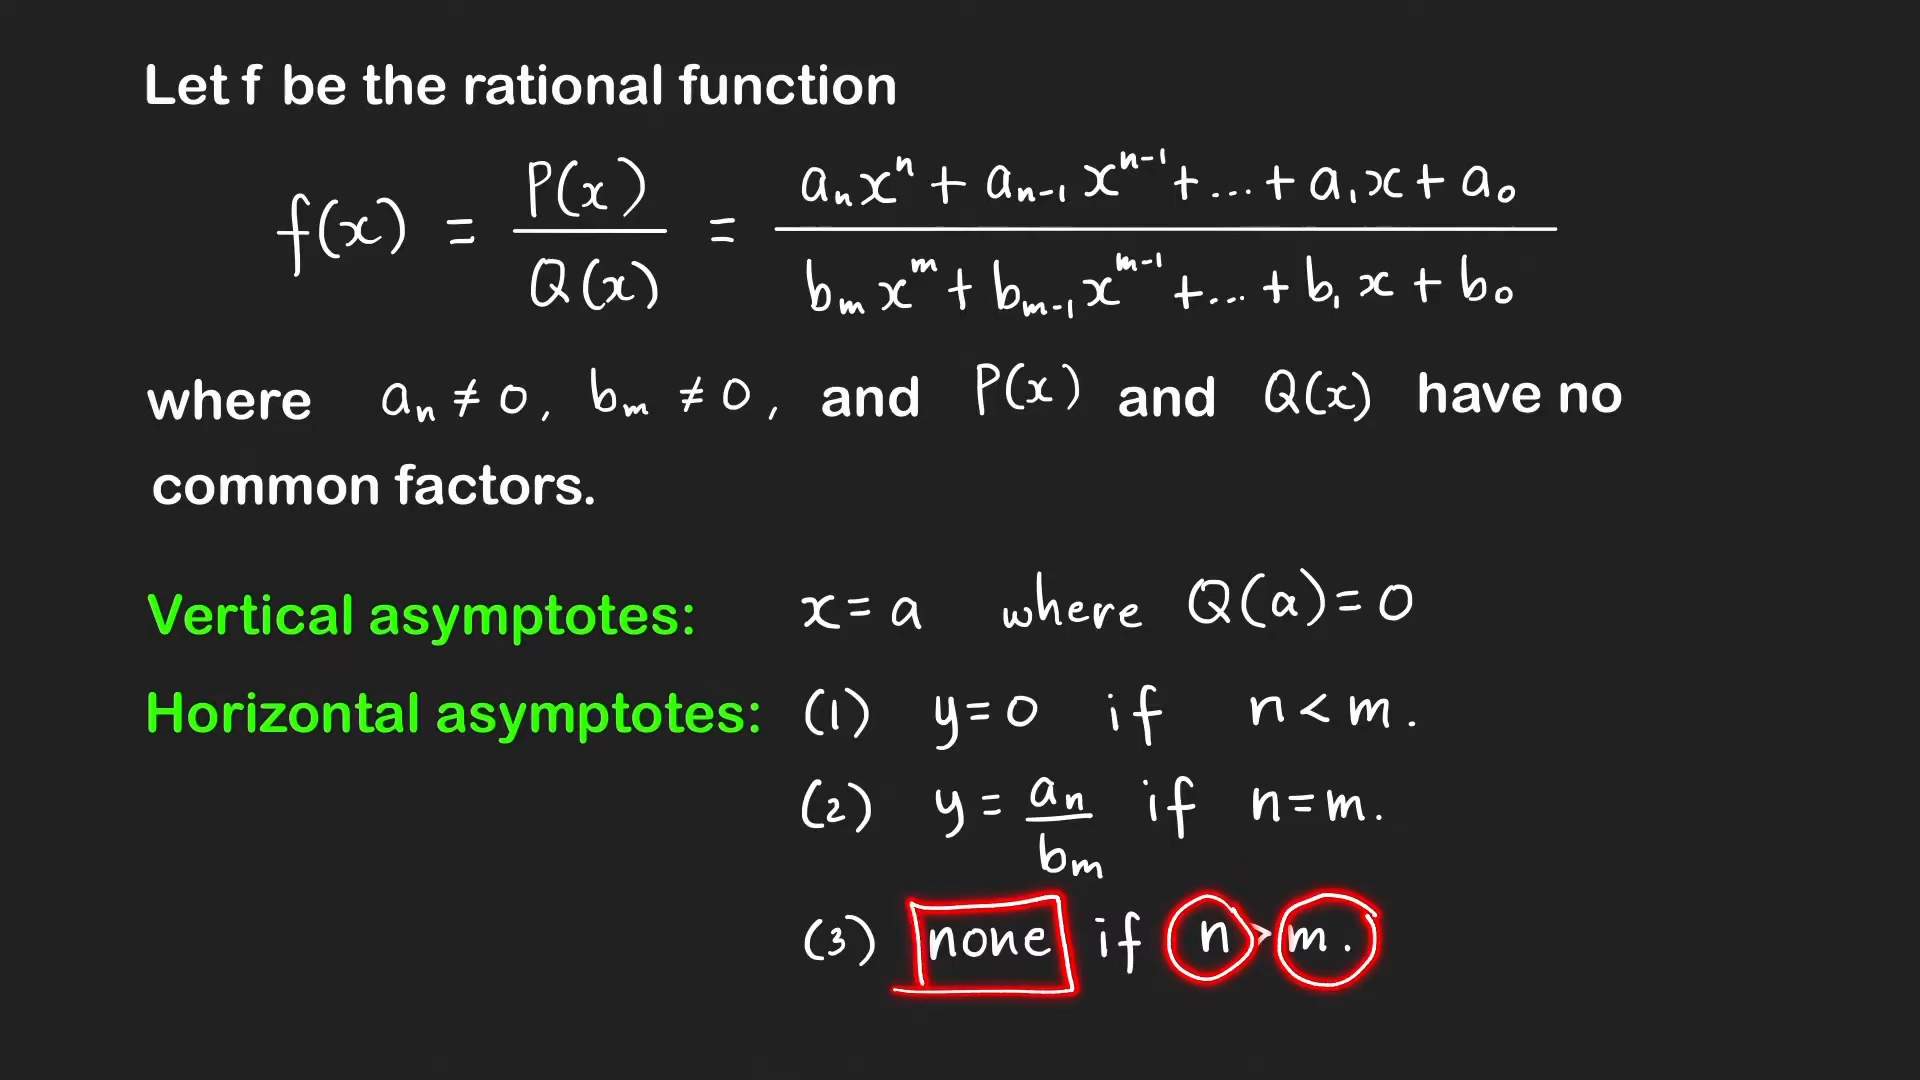 Let f be the rational function
f(x) = P(x)/Q(x) = (aₙxⁿ + aₙ₋₁xⁿ⁻¹ + ... + a₁x + a₀)/(bₘxᵐ + bₘ₋₁xᵐ⁻¹ + ... + b₁x + b₀)
where aₙ ≠ 0, bₘ ≠ 0, and P(x) and Q(x) have no
common factors.
Vertical asymptotes: x = a where Q(a) = 0
Horizontal asymptotes: (1) y = 0 if n < m.
(2) y = aₙ/bₘ if n = m.
(3) none if n > m.